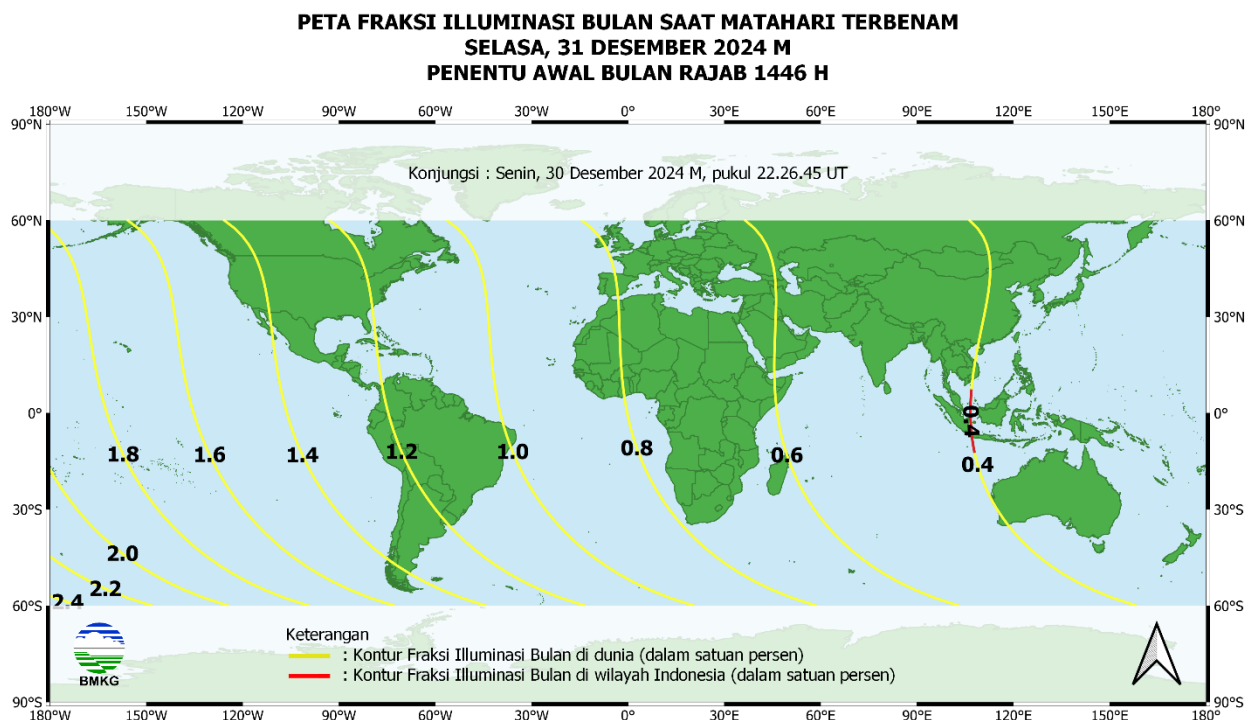 PETA FRAKSI ILLUMINASI BULAN SAAT MATAHARI TERBENAM
SELASA, 31 DESEMBER 2024 M
PENENTU AWAL BULAN RAJAB 1446 H
180°W 150°W 120°W 90°W 60°W 30°W 0° 30°E 60°E 90°E 120°E 150°E 180°
90°N 90°N
Konjungsi : Senin, 30 Desember 2024 M, pukul 22.26.45 UT
60°N 60°N
30°N 30°N
0° 0.4 0°
1.8 1.6 1.4 1.2 1.0 0.8 0.6 0.4
30°S 30°S
2.0
2.2
2.4
60°S 60°S
Keterangan
: Kontur Fraksi Illuminasi Bulan di dunia (dalam satuan persen)
: Kontur Fraksi Illuminasi Bulan di wilayah Indonesia (dalam satuan persen)
BMKG
90°S 90°S
180°W 150°W 120°W 90°W 60°W 30°W 0° 30°E 60°E 90°E 120°E 150°E 180°